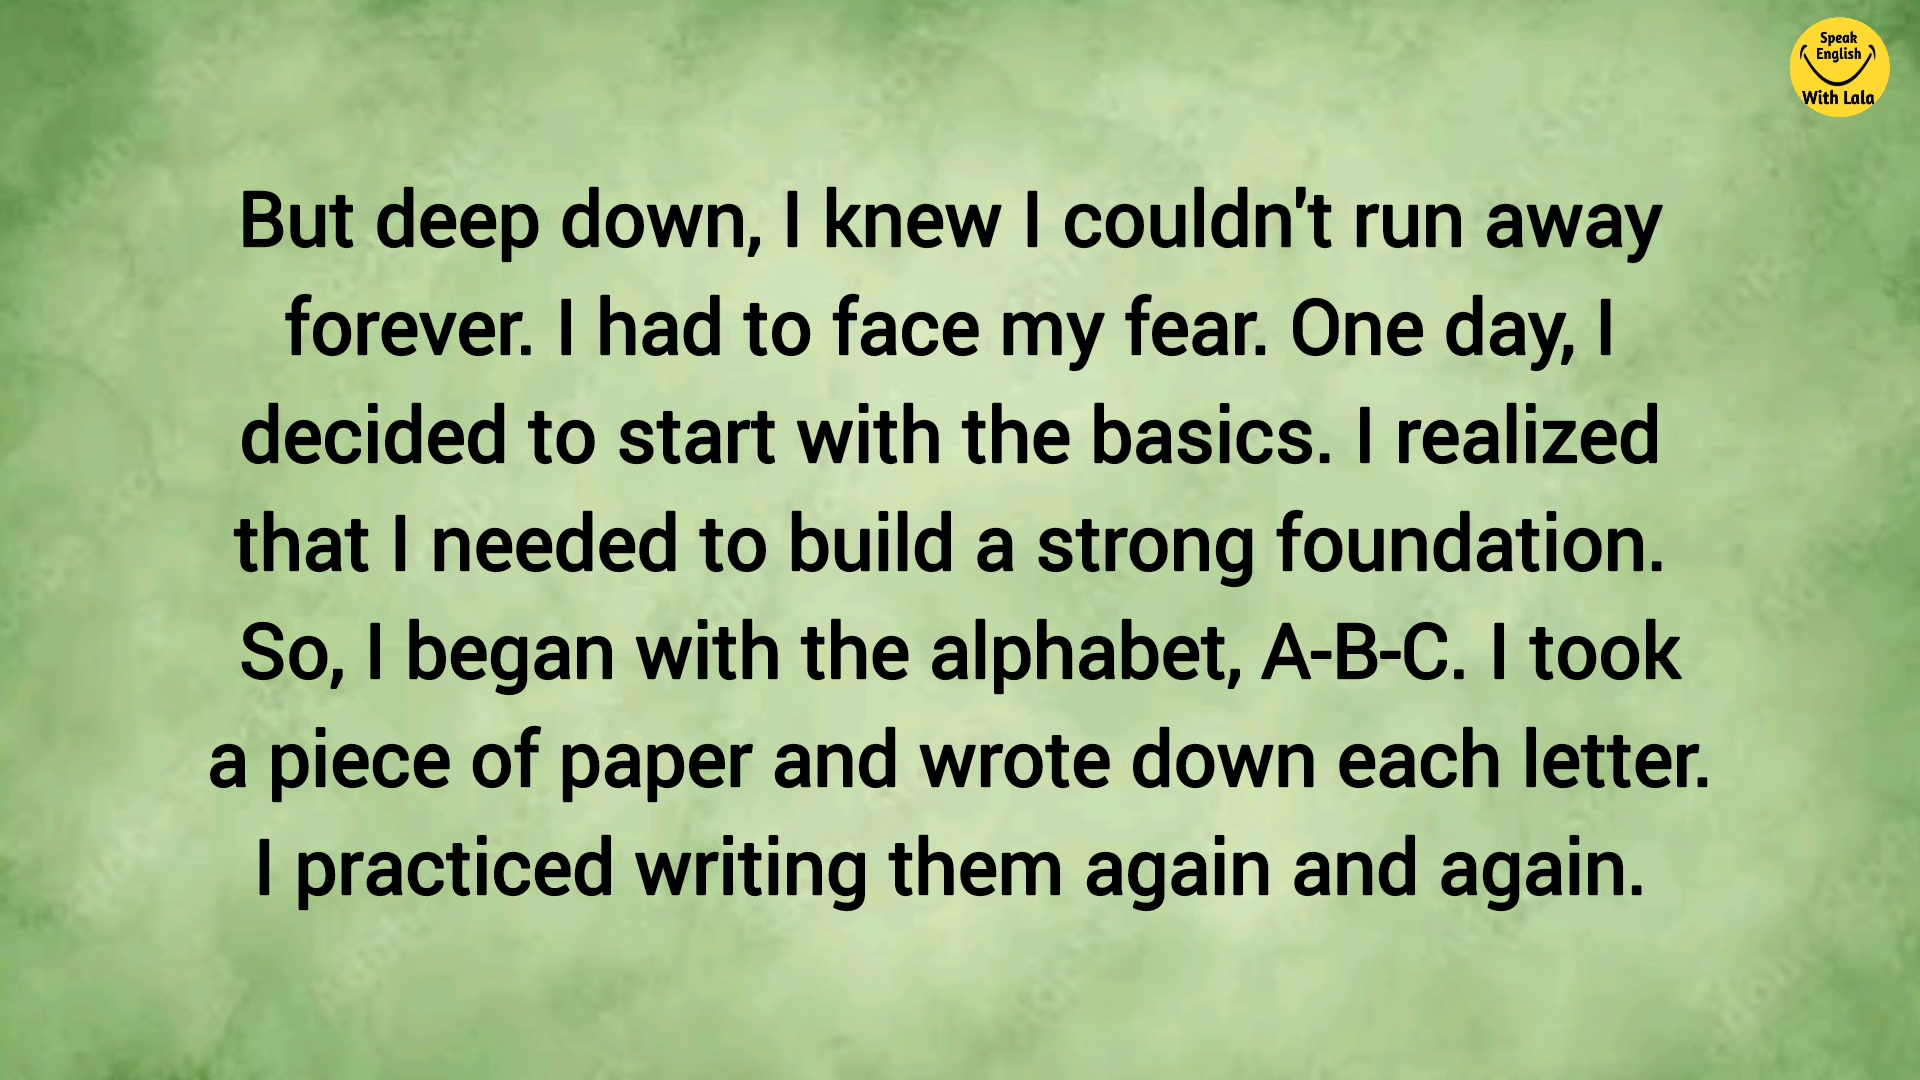 Speak
English
With Lala
But deep down, I knew I couldn't run away
forever. I had to face my fear. One day, I
decided to start with the basics. I realized
that I needed to build a strong foundation.
So, I began with the alphabet, A-B-C. I took
a piece of paper and wrote down each letter.
I practiced writing them again and again.